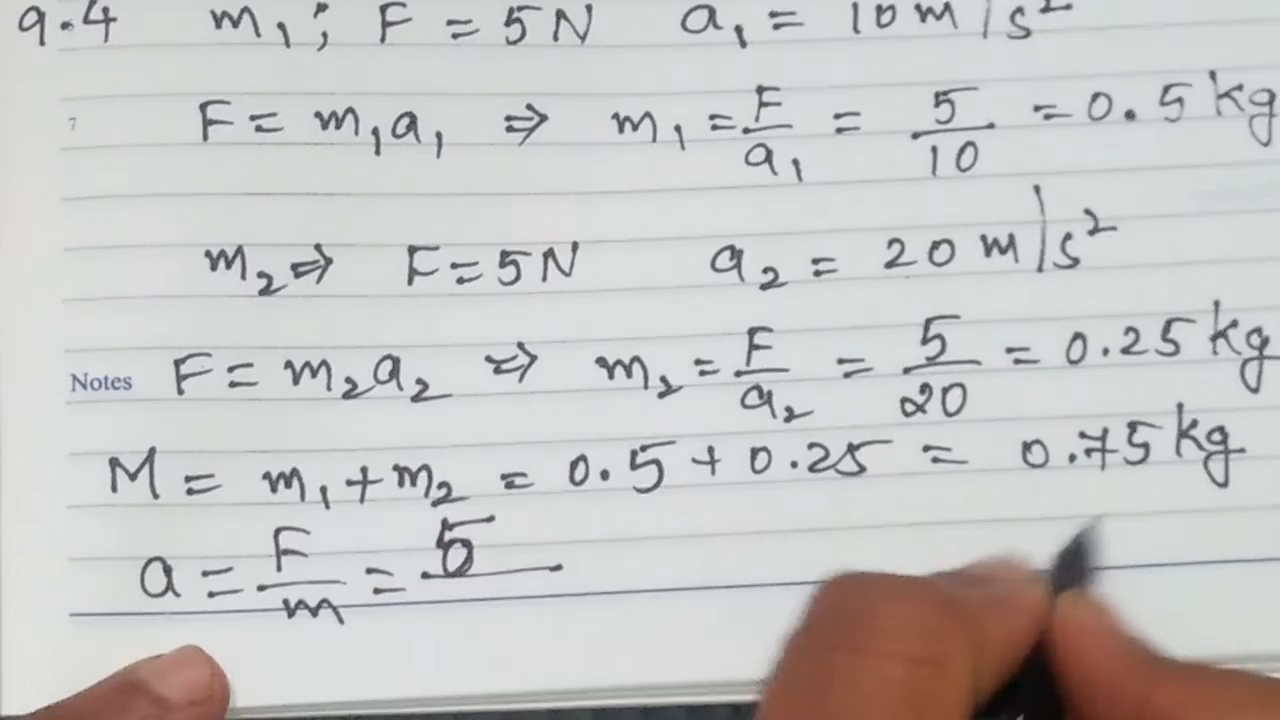 9.4 m₁; F = 5N a₁ = 10 m/s²
7 F = m₁a₁ ⇒ m₁ = F/a₁ = 5/10 = 0.5 kg
m₂ ⇒ F = 5N a₂ = 20 m/s²
Notes F = m₂a₂ ⇒ m₂ = F/a₂ = 5/20 = 0.25 kg
M = m₁ + m₂ = 0.5 + 0.25 = 0.75 kg
a = F/m = 5/